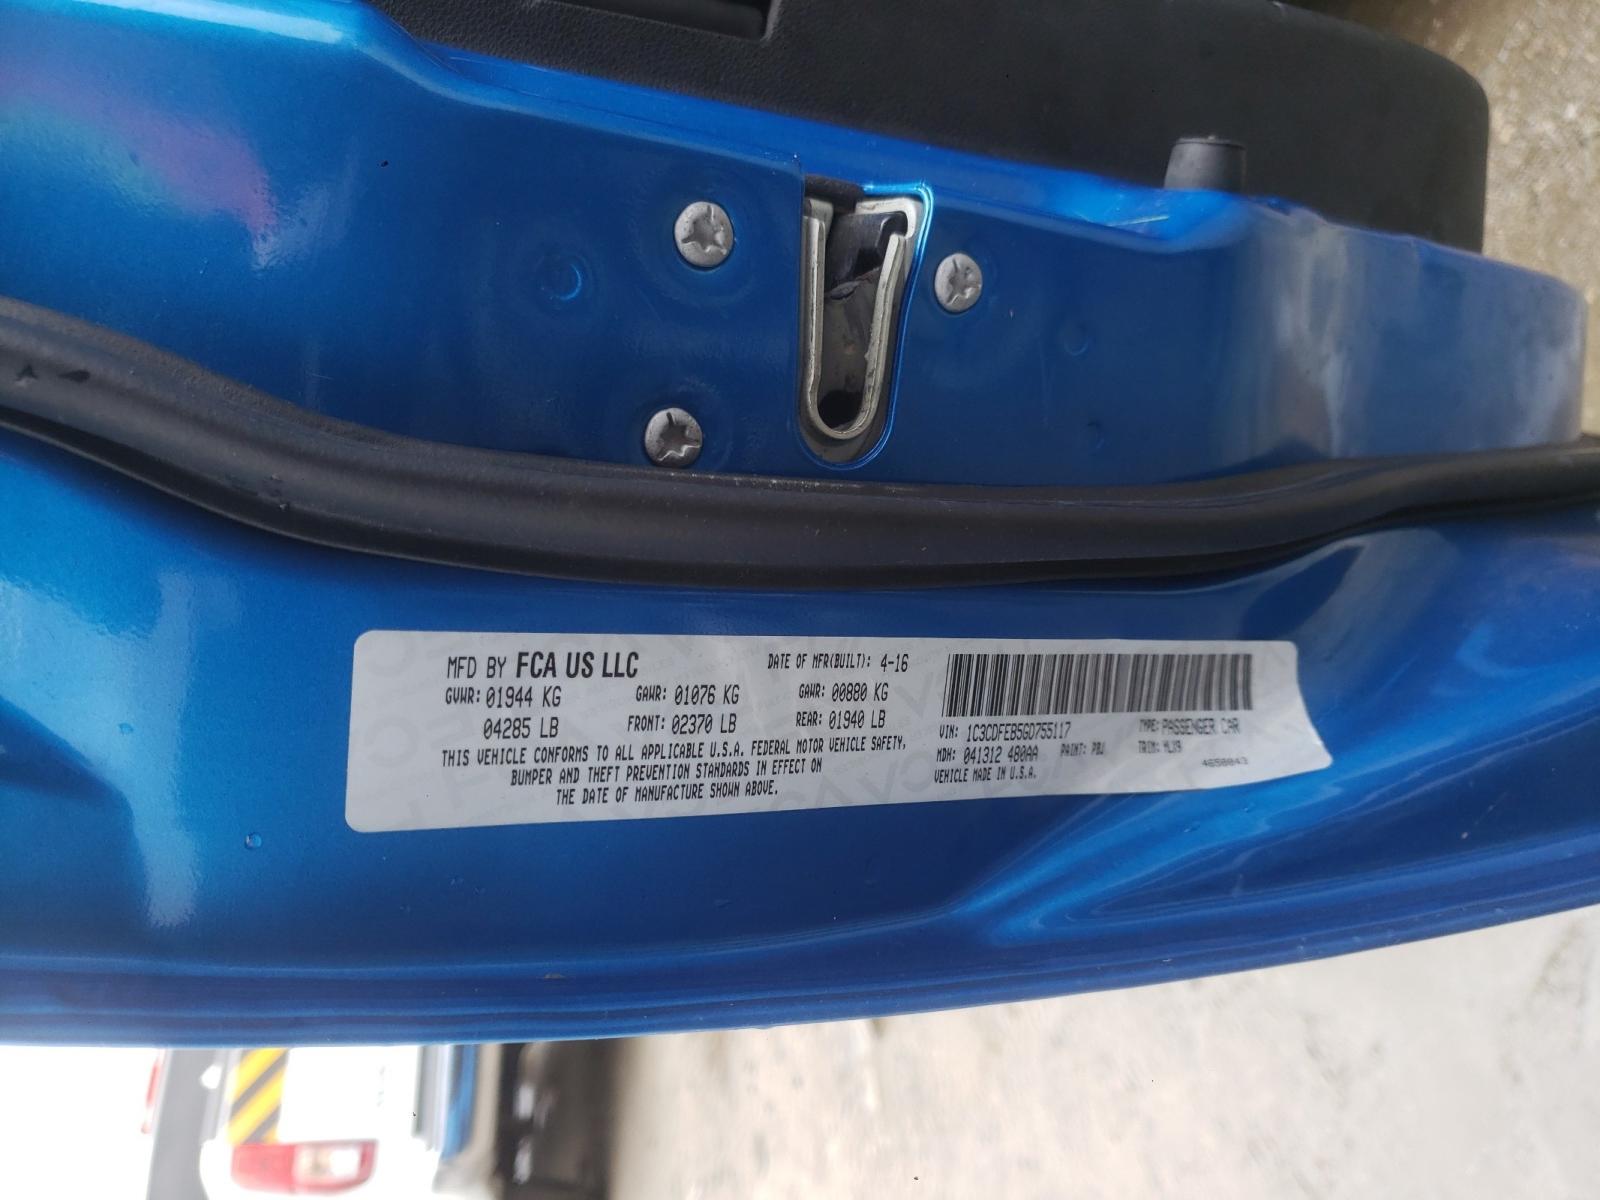 MFD BY FCA US LLC DATE OF MFR(BUILT): 4-16
GVWR: 01944 KG GAWR: 01076 KG GAWR: 00880 KG
04285 LB FRONT: 02370 LB REAR: 01940 LB
THIS VEHICLE CONFORMS TO ALL APPLICABLE U.S.A. FEDERAL MOTOR VEHICLE SAFETY,
BUMPER AND THEFT PREVENTION STANDARDS IN EFFECT ON
THE DATE OF MANUFACTURE SHOWN ABOVE.
VIN: 1C3CDFEB5GD755117 TYPE: PASSENGER CAR
MDH: 041312 480AA PAINT: PBJ TRIM: MLX9
VEHICLE MADE IN U.S.A. 4658043